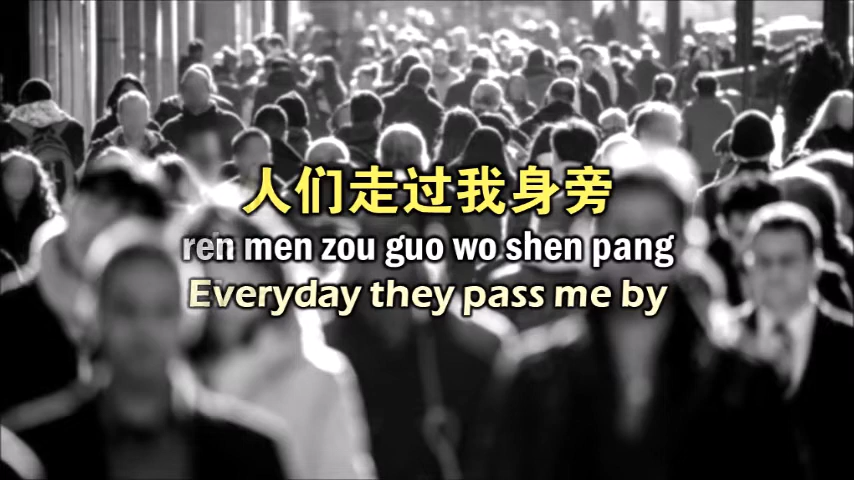 人们走过我身旁
ren men zou guo wo shen pang
Everyday they pass me by